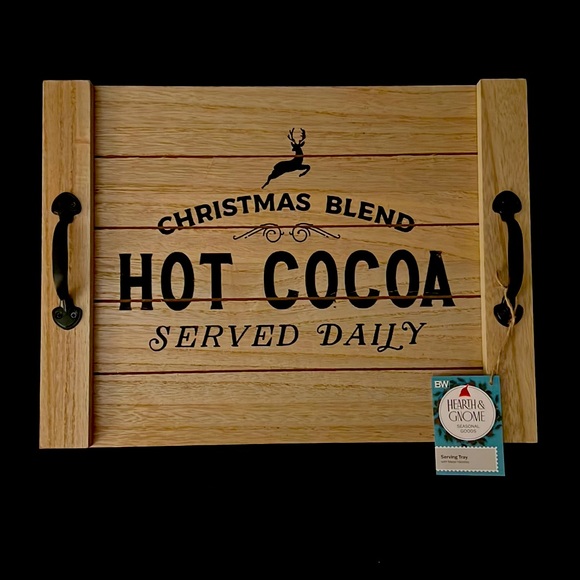 CHRISTMAS BLEND
HOT COCOA
SERVED DAILY
BW
HEARTH &
GNOME
SEASONAL
GOODS
Serving Tray